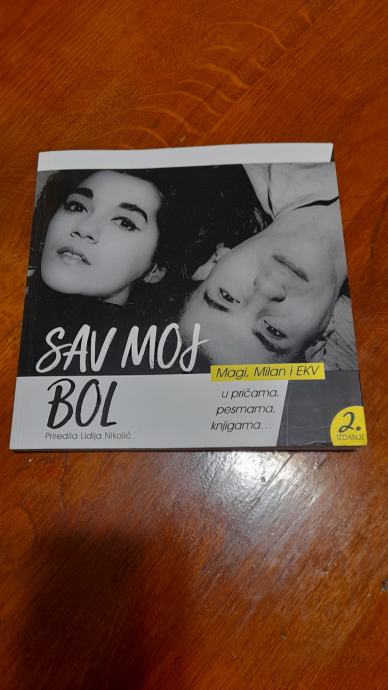 SAV MOJ
BOL
Priredila Lidija Nikolić
Magi, Milan i EKV
u pričama,
pesmama,
knjigama...
2.
IZDANJE